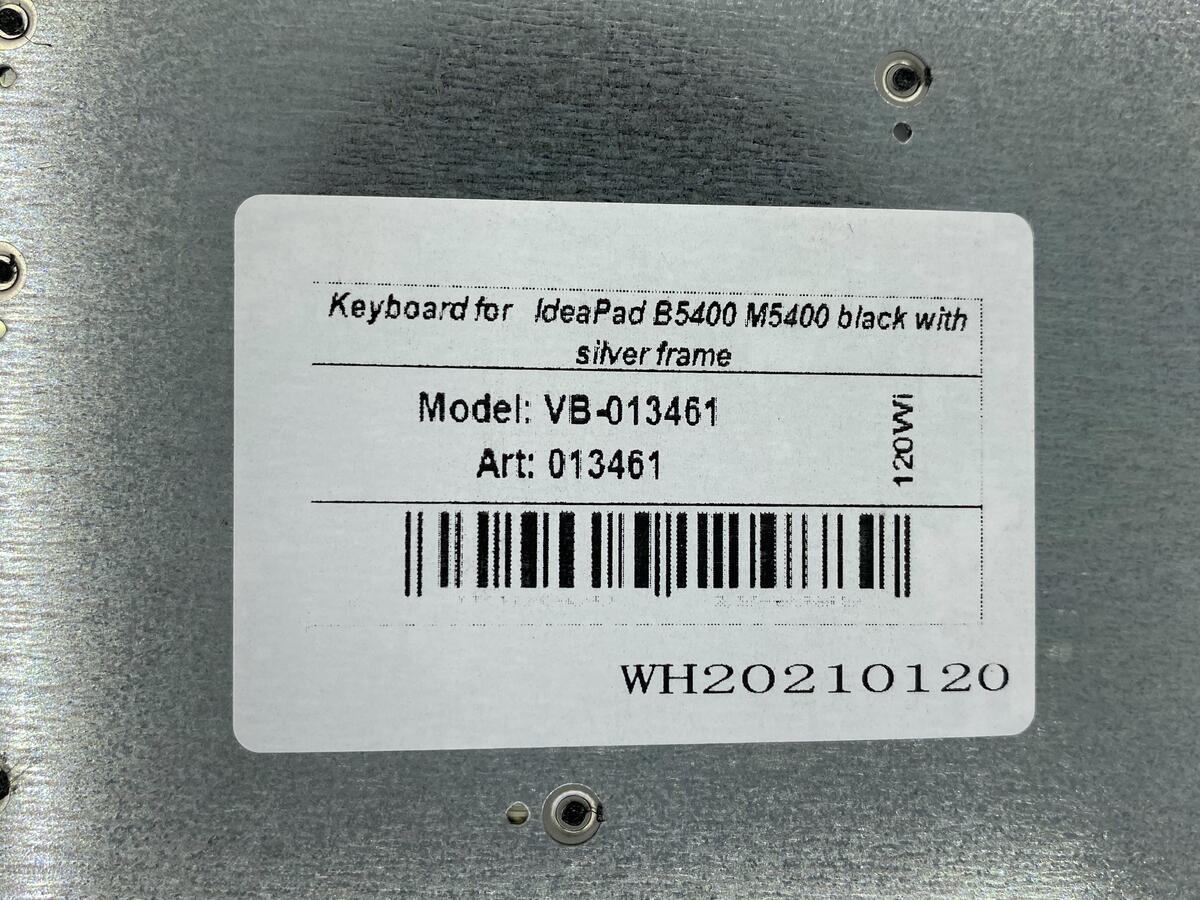 Keyboard for IdeaPad B5400 M5400 black with
silver frame
Model: VB-013461
Art: 013461
120Wi
WH20210120